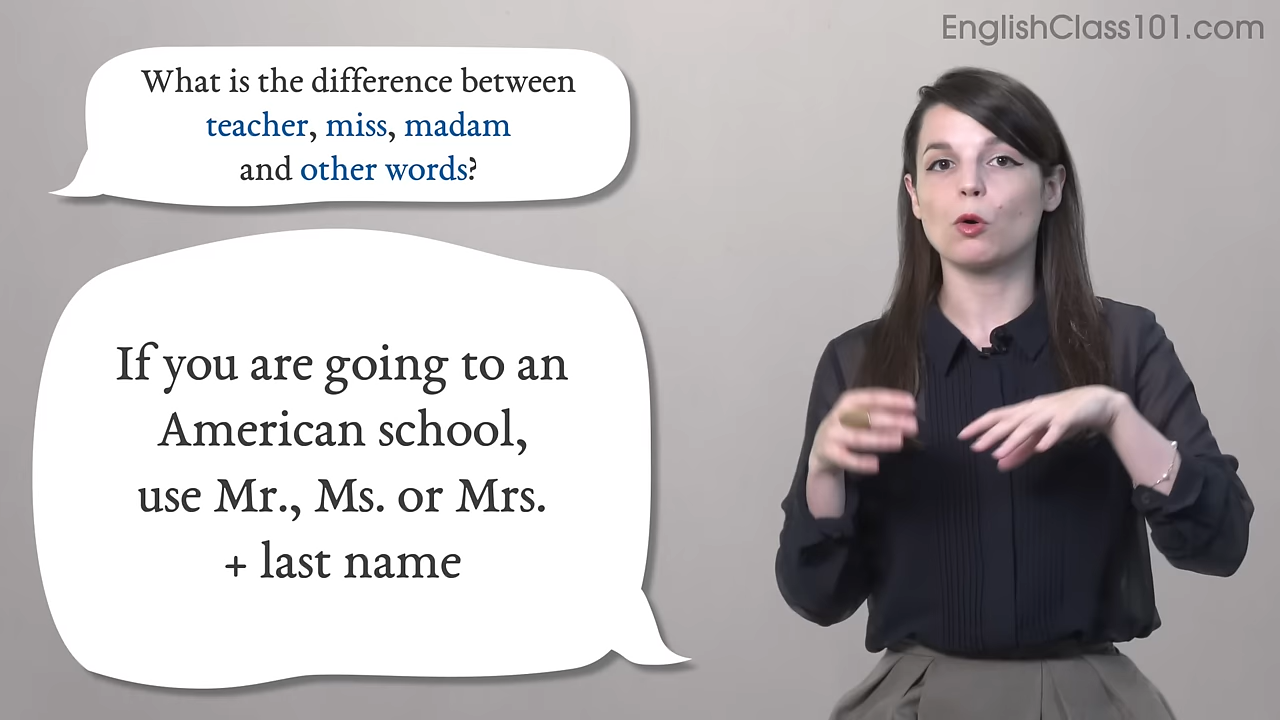 EnglishClass101.com
What is the difference between
teacher, miss, madam
and other words?
If you are going to an
American school,
use Mr., Ms. or Mrs.
+ last name